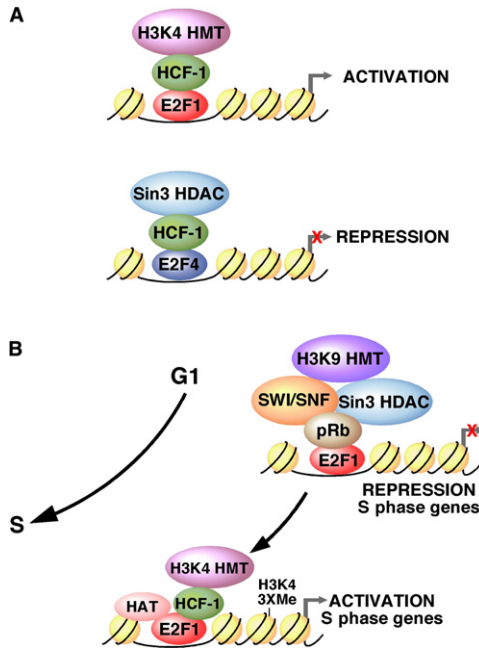 A
H3K4 HMT
HCF-1
E2F1
ACTIVATION
Sin3 HDAC
HCF-1
E2F4
X
REPRESSION
B
G1
S
H3K9 HMT
SWI/SNF
Sin3 HDAC
pRb
E2F1
X
REPRESSION
S phase genes
H3K4 HMT
HAT
HCF-1
E2F1
H3K4
3XMe
ACTIVATION
S phase genes